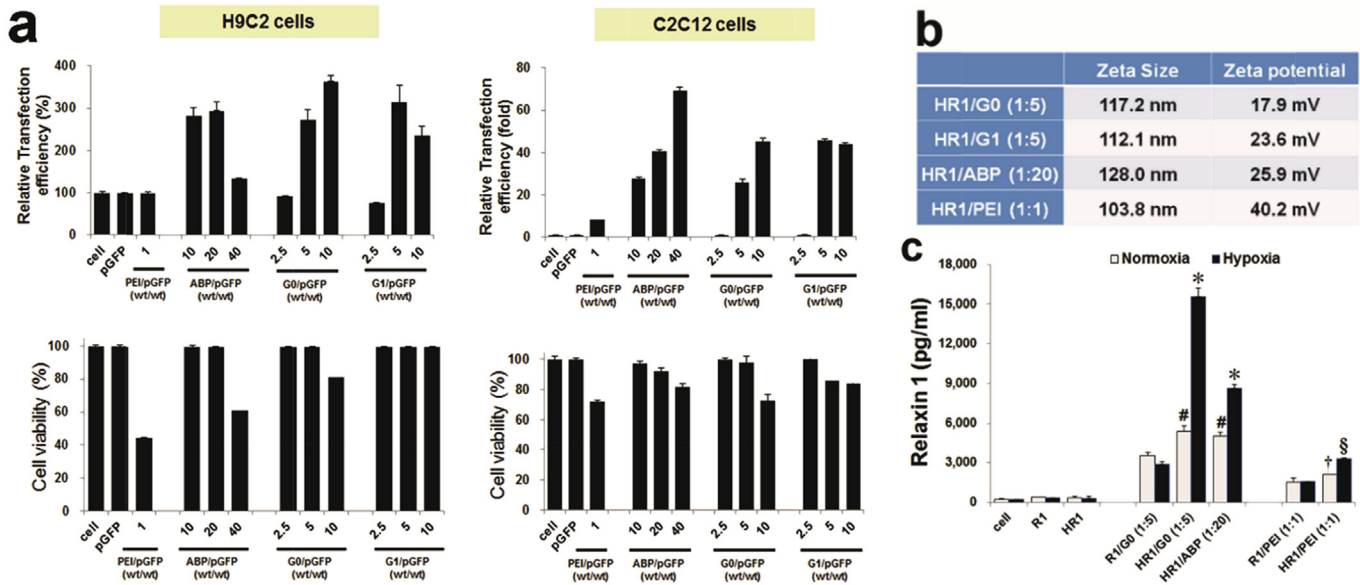 a
H9C2 cells
C2C12 cells
Relative Transfection
efficiency (%)
400
300
200
100
0
cell
pGFP
1
10
20
40
2.5
5
10
2.5
5
10
PEI/pGFP
(wt/wt)
ABP/pGFP
(wt/wt)
G0/pGFP
(wt/wt)
G1/pGFP
(wt/wt)
Relative Transfection
efficiency (fold)
80
60
40
20
0
cell
pGFP
1
10
20
40
2.5
5
10
2.5
5
10
PEI/pGFP
(wt/wt)
ABP/pGFP
(wt/wt)
G0/pGFP
(wt/wt)
G1/pGFP
(wt/wt)
Cell viability (%)
100
80
60
40
20
0
cell
pGFP
1
10
20
40
2.5
5
10
2.5
5
10
PEI/pGFP
(wt/wt)
ABP/pGFP
(wt/wt)
G0/pGFP
(wt/wt)
G1/pGFP
(wt/wt)
Cell viability (%)
100
80
60
40
20
0
cell
pGFP
1
10
20
40
2.5
5
10
2.5
5
10
PEI/pGFP
(wt/wt)
ABP/pGFP
(wt/wt)
G0/pGFP
(wt/wt)
G1/pGFP
(wt/wt)
b
Zeta Size Zeta potential
HR1/G0 (1:5) 117.2 nm 17.9 mV
HR1/G1 (1:5) 112.1 nm 23.6 mV
HR1/ABP (1:20) 128.0 nm 25.9 mV
HR1/PEI (1:1) 103.8 nm 40.2 mV
c
Normoxia Hypoxia
Relaxin 1 (pg/ml)
18,000
15,000
12,000
9,000
6,000
3,000
0
# * # * † §
cell
R1
HR1
R1/G0 (1:5)
HR1/G0 (1:5)
HR1/ABP (1:20)
R1/PEI (1:1)
HR1/PEI (1:1)